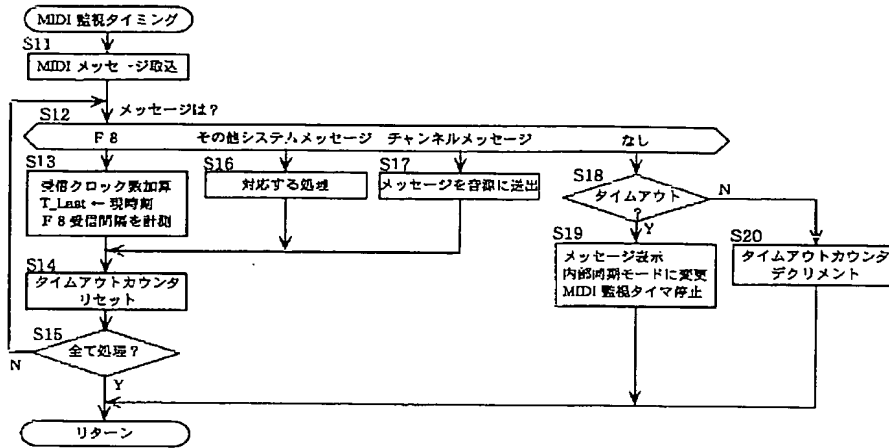 MIDI 監視タイミング
S11
MIDI メッセージ取込
S12
メッセージは?
F8 その他システムメッセージ チャンネルメッセージ なし
S13
受信クロック数加算
T_Last ← 現時刻
F8受信間隔を計測
S16
対応する処理
S17
メッセージを音源に送出
S18
タイムアウト
?
N
Y
S19
メッセージ表示
内部同期モードに変更
MIDI 監視タイマ停止
S20
タイムアウトカウンタ
デクリメント
S14
タイムアウトカウンタ
リセット
S15
全て処理?
N
Y
リターン